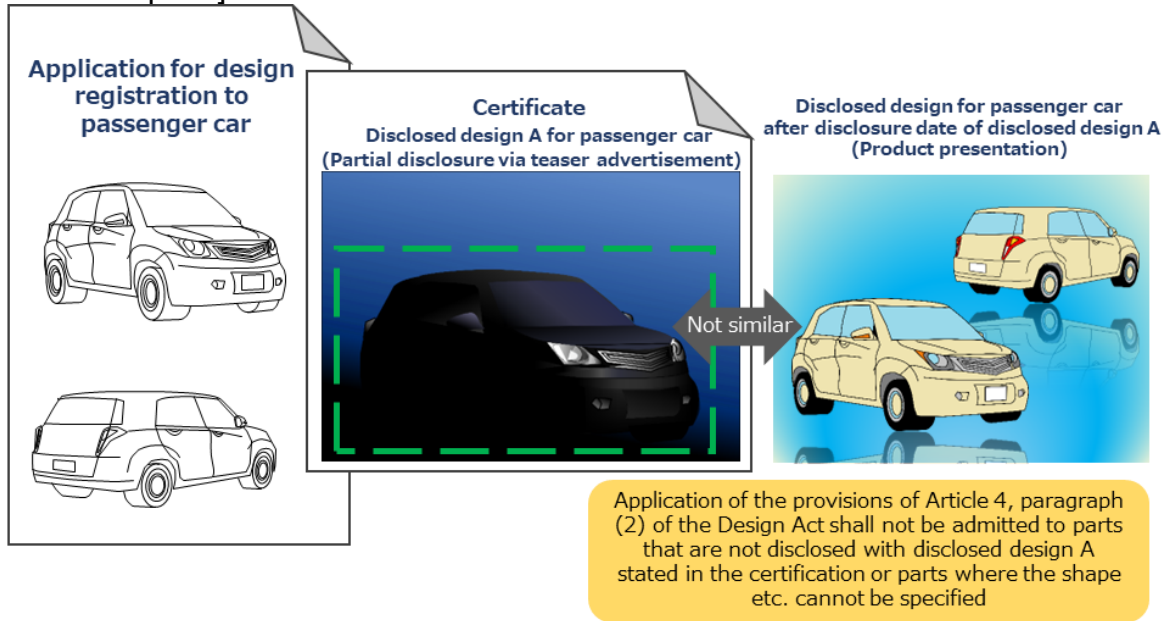 Application for design
registration to
passenger car
Certificate
Disclosed design A for passenger car
(Partial disclosure via teaser advertisement)
Disclosed design for passenger car
after disclosure date of disclosed design A
(Product presentation)
Not similar
Application of the provisions of Article 4, paragraph
(2) of the Design Act shall not be admitted to parts
that are not disclosed with disclosed design A
stated in the certification or parts where the shape
etc. cannot be specified